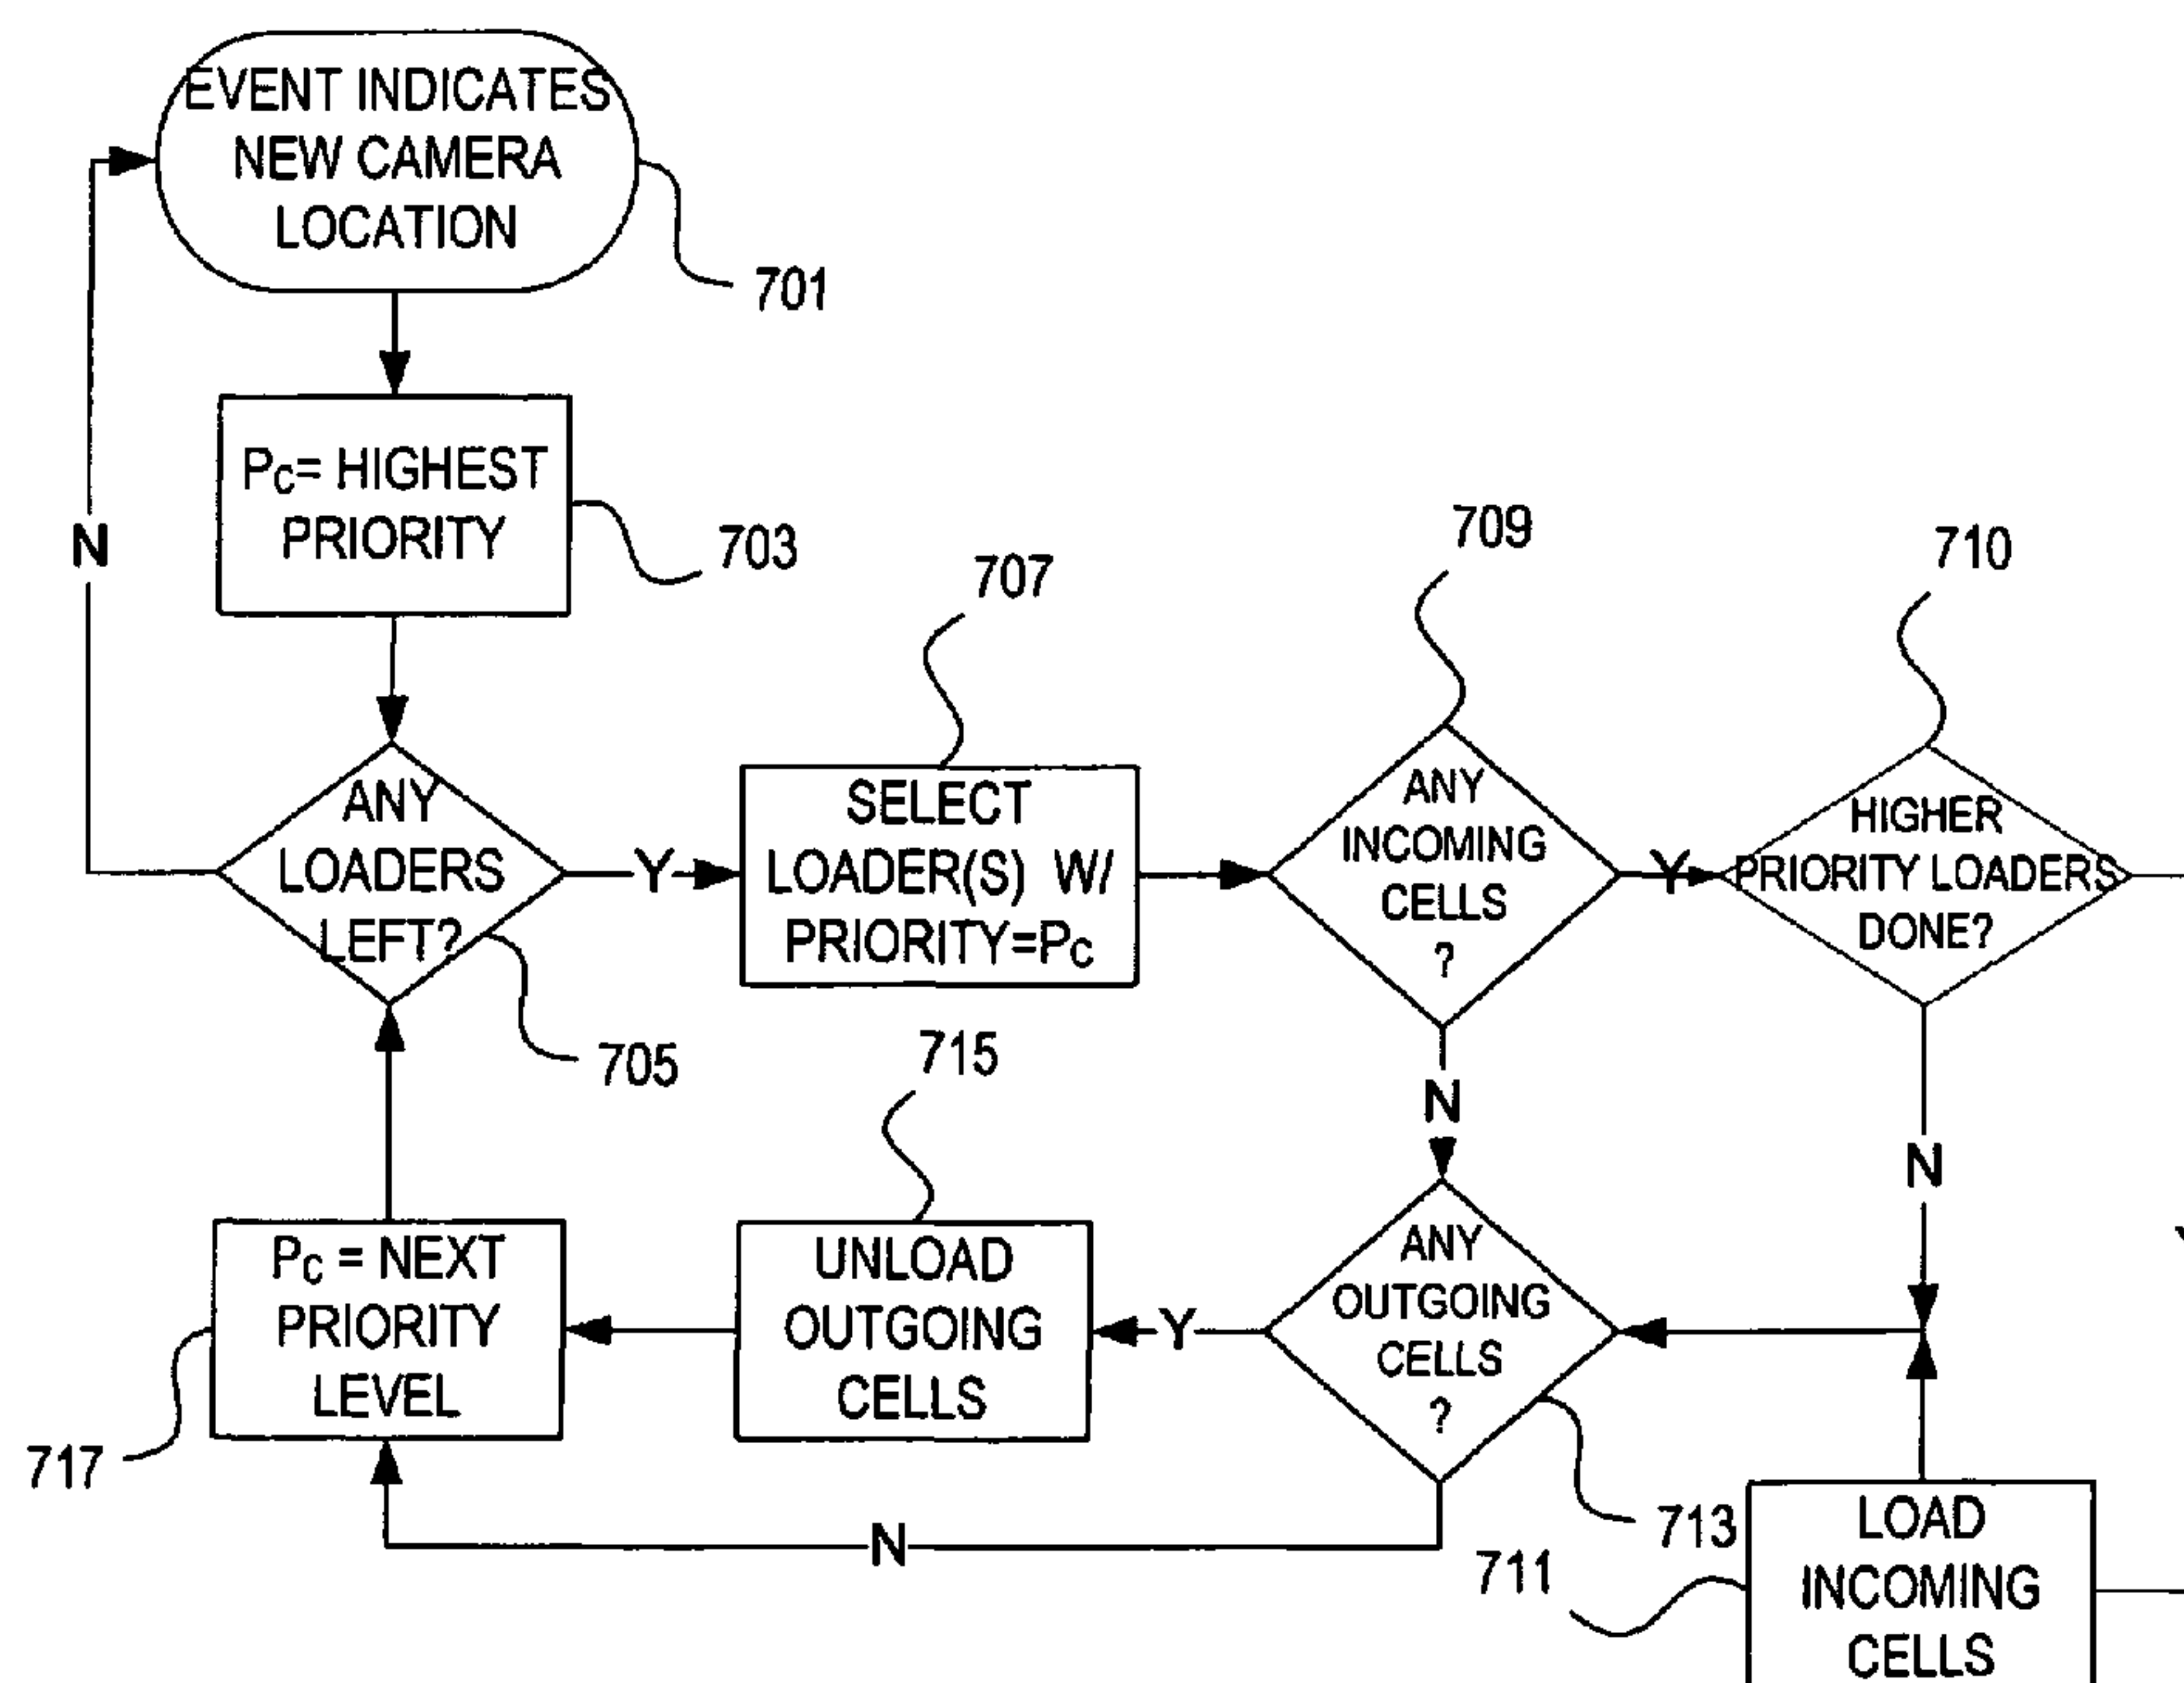 EVENT INDICATES
NEW CAMERA
LOCATION
701
PC= HIGHEST
PRIORITY
703
N
ANY
LOADERS
LEFT?
705
Y
707
SELECT
LOADER(S) W/
PRIORITY=PC
709
ANY
INCOMING
CELLS
?
Y
710
HIGHER
PRIORITY LOADERS
DONE?
N
N
ANY
OUTGOING
CELLS
?
713
Y
715
UNLOAD
OUTGOING
CELLS
PC = NEXT
PRIORITY
LEVEL
717
N
711
LOAD
INCOMING
CELLS